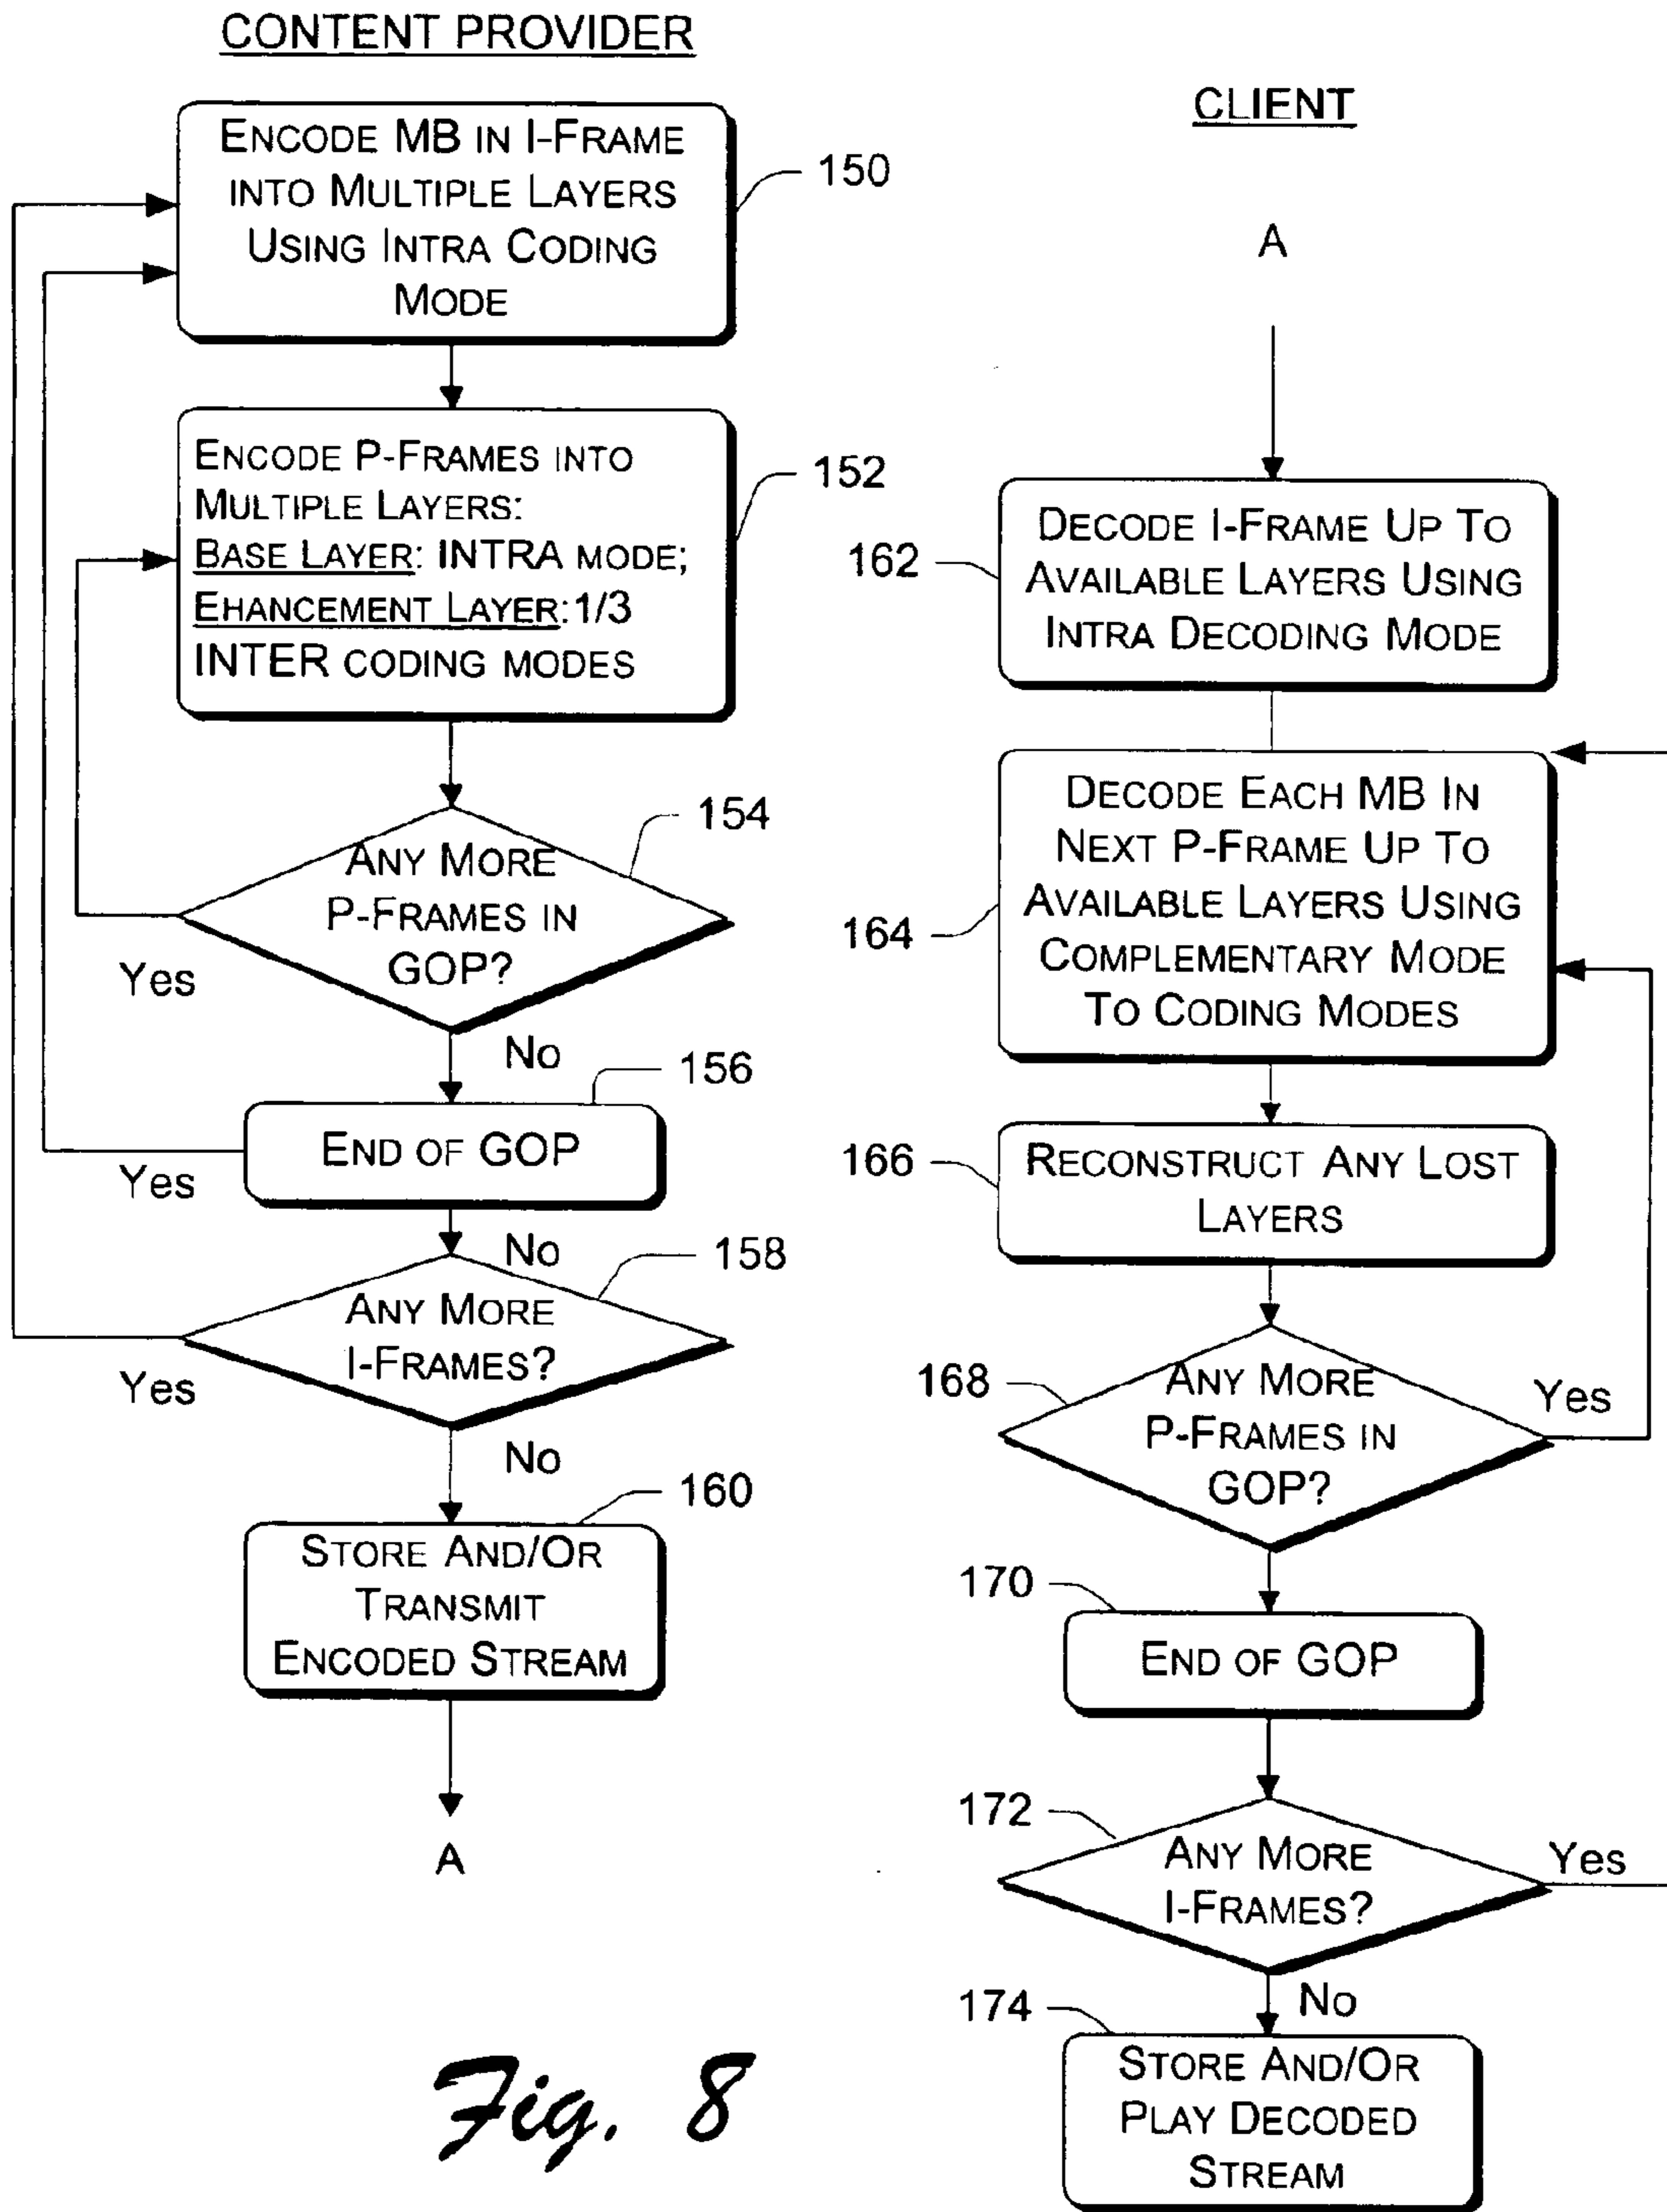 CONTENT PROVIDER
ENCODE MB IN I-FRAME
INTO MULTIPLE LAYERS
USING INTRA CODING
MODE
150
ENCODE P-FRAMES INTO
MULTIPLE LAYERS:
BASE LAYER: INTRA MODE;
EHANCEMENT LAYER:1/3
INTER CODING MODES
152
ANY MORE
P-FRAMES IN
GOP?
154
Yes
No
156
END OF GOP
Yes
No
158
ANY MORE
I-FRAMES?
Yes
No
160
STORE AND/OR
TRANSMIT
ENCODED STREAM
A
CLIENT
A
162
DECODE I-FRAME UP TO
AVAILABLE LAYERS USING
INTRA DECODING MODE
164
DECODE EACH MB IN
NEXT P-FRAME UP TO
AVAILABLE LAYERS USING
COMPLEMENTARY MODE
TO CODING MODES
166
RECONSTRUCT ANY LOST
LAYERS
168
ANY MORE
P-FRAMES IN
GOP?
Yes
170
END OF GOP
172
ANY MORE
I-FRAMES?
Yes
No
174
STORE AND/OR
PLAY DECODED
STREAM
Fig. 8